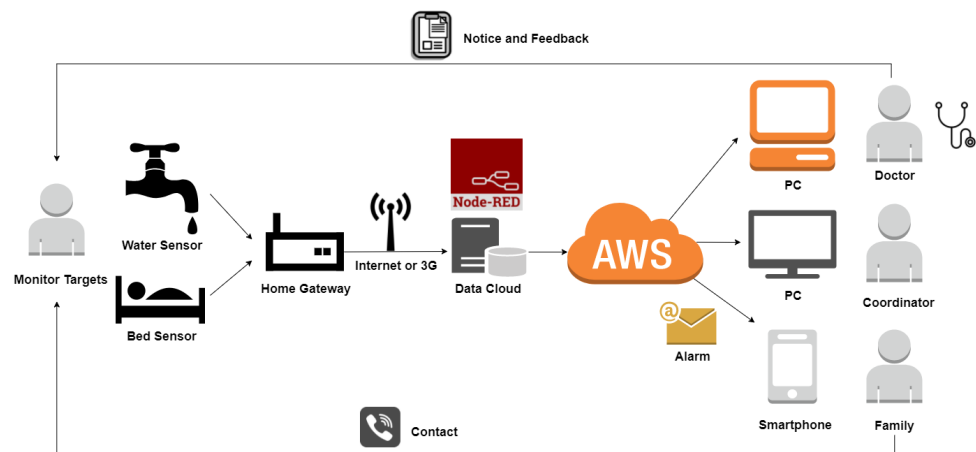 Notice and Feedback
PC
Doctor
Node-RED
Water Sensor
Monitor Targets
Home Gateway
Internet or 3G
Data Cloud
AWS
PC
Coordinator
Bed Sensor
@
Alarm
Smartphone
Family
Contact